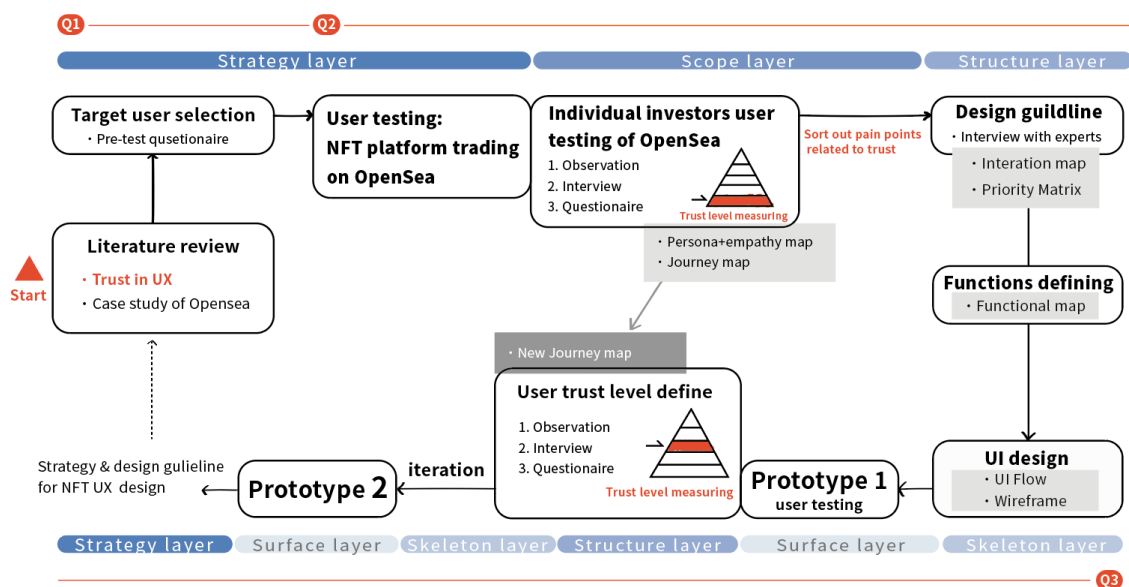 Q1
Q2
Strategy layer
Scope layer
Structure layer
Target user selection
・Pre-test qusetionaire
User testing:
NFT platform trading
on OpenSea
Individual investors user
testing of OpenSea
1. Observation
2. Interview
3. Questionaire
Trust level measuring
Sort out pain points
related to trust
Design guildline
・Interview with experts
・Interation map
・Priority Matrix
・Persona+empathy map
・Journey map
Literature review
・Trust in UX
・Case study of Opensea
Start
Functions defining
・Functional map
・New Journey map
User trust level define
1. Observation
2. Interview
3. Questionaire
Trust level measuring
UI design
・UI Flow
・Wireframe
Prototype 1
user testing
iteration
Prototype 2
Strategy & design gulieline
for NFT UX design
Strategy layer
Surface layer
Skeleton layer
Structure layer
Surface layer
Skeleton layer
Q3